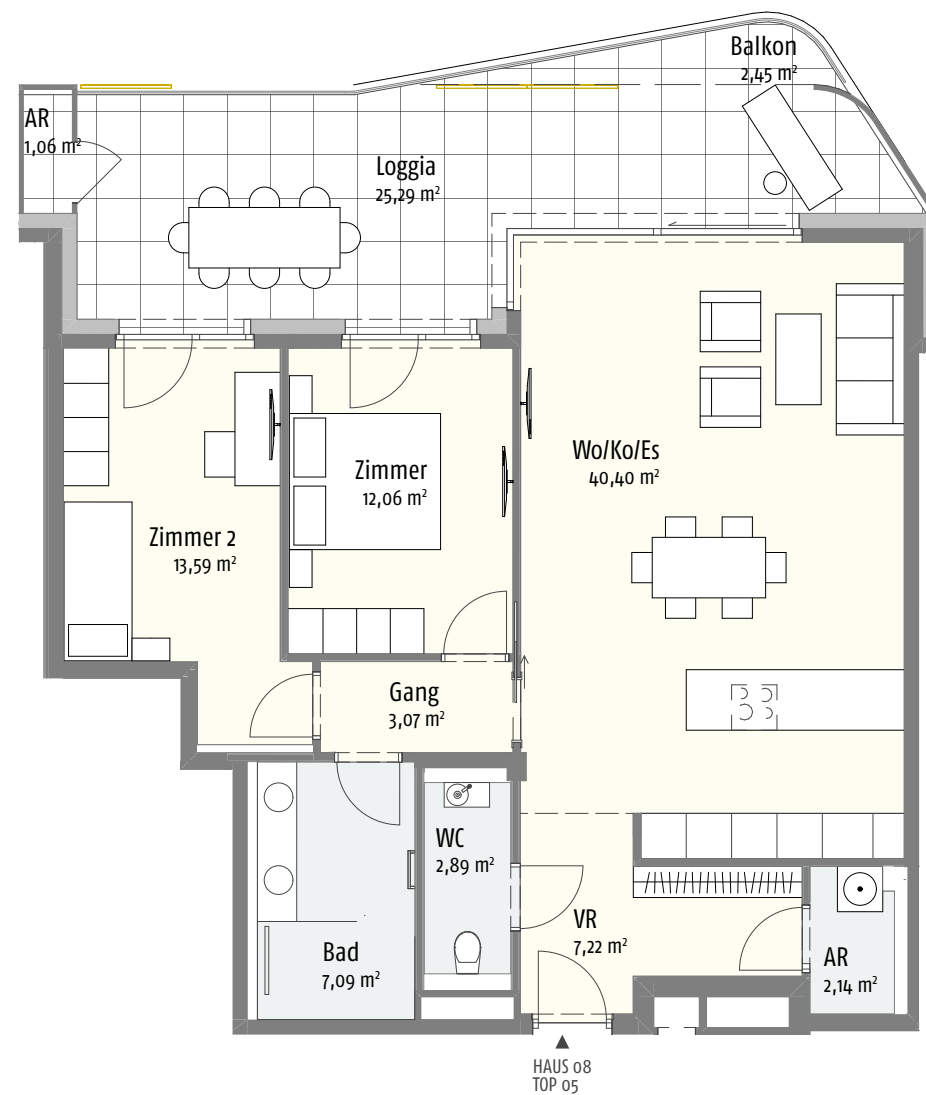 Balkon
2,45 m²
AR
1,06 m²
Loggia
25,29 m²
Wo/Ko/Es
40,40 m²
Zimmer
12,06 m²
Zimmer 2
13,59 m²
Gang
3,07 m²
WC
2,89 m²
VR
7,22 m²
Bad
7,09 m²
AR
2,14 m²
HAUS 08
TOP 05